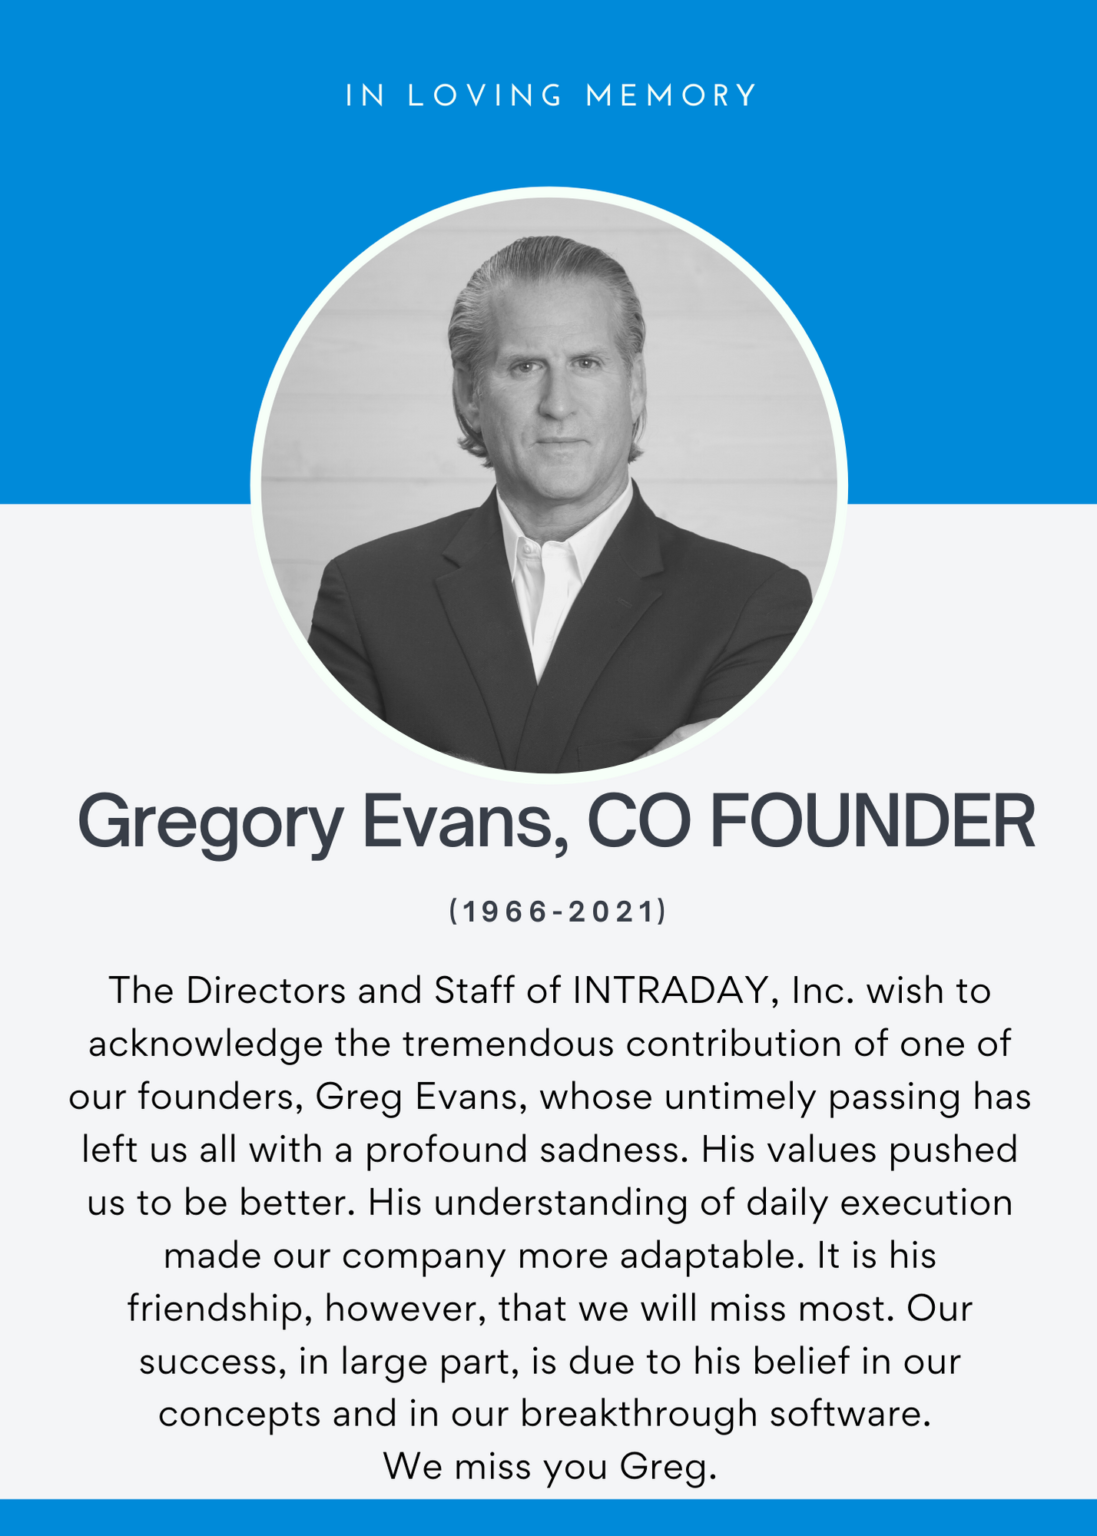 IN LOVING MEMORY
Gregory Evans, CO FOUNDER
(1966-2021)
The Directors and Staff of INTRADAY, Inc. wish to
acknowledge the tremendous contribution of one of
our founders, Greg Evans, whose untimely passing has
left us all with a profound sadness. His values pushed
us to be better. His understanding of daily execution
made our company more adaptable. It is his
friendship, however, that we will miss most. Our
success, in large part, is due to his belief in our
concepts and in our breakthrough software.
We miss you Greg.